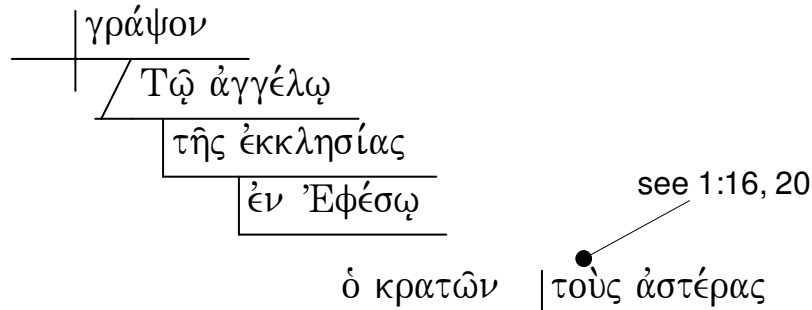 γράψον
Τῷ ἀγγέλῳ
τῆς ἐκκλησίας
ἐν Ἐφέσῳ
see 1:16, 20
ὁ κρατῶν τοὺς ἀστέρας